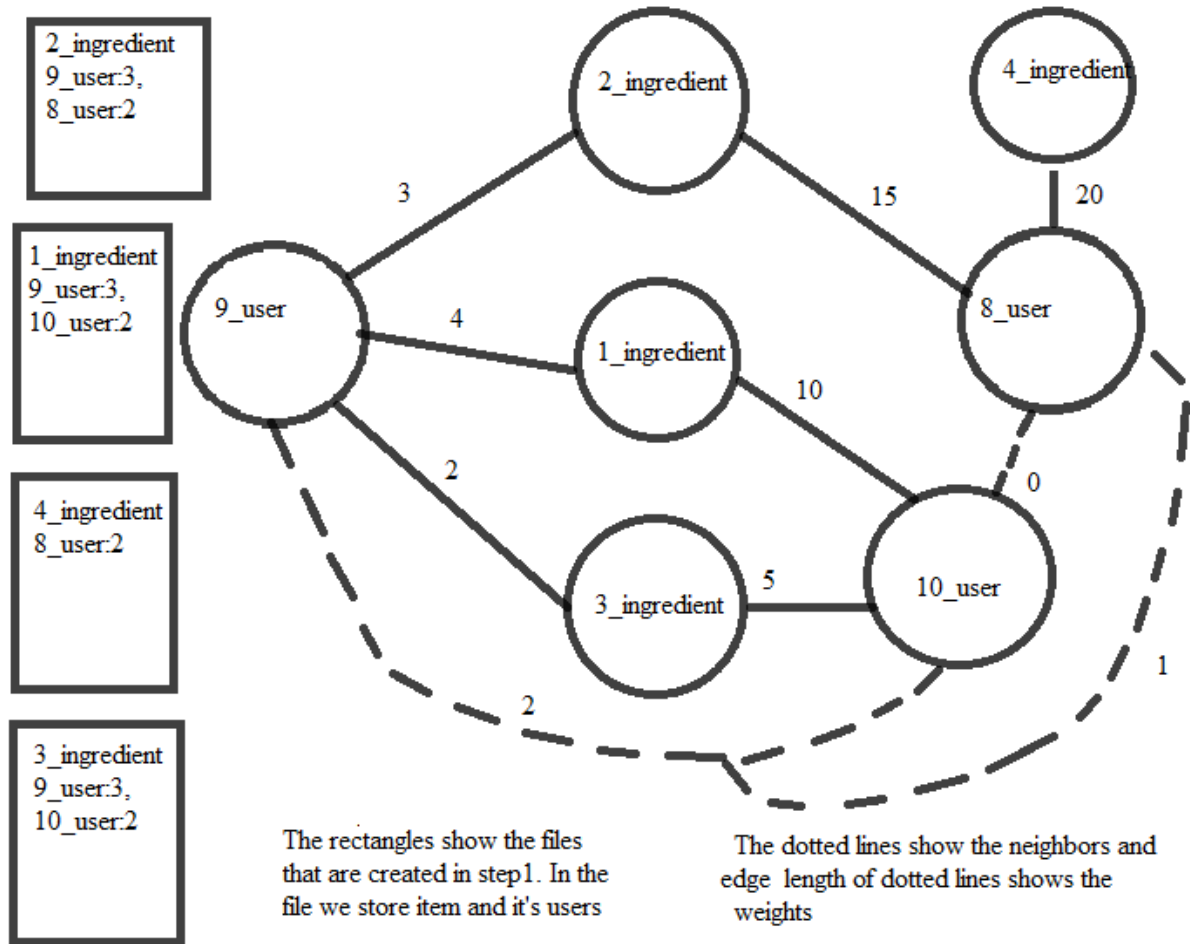 2_ingredient
9_user:3,
8_user:2
1_ingredient
9_user:3,
10_user:2
4_ingredient
8_user:2
3_ingredient
9_user:3,
10_user:2
2_ingredient
4_ingredient
3
15
20
9_user
8_user
4
1_ingredient
10
2
0
3_ingredient
5
10_user
2
1
The rectangles show the files
that are created in step1. In the
file we store item and it's users
The dotted lines show the neighbors and
edge length of dotted lines shows the
weights